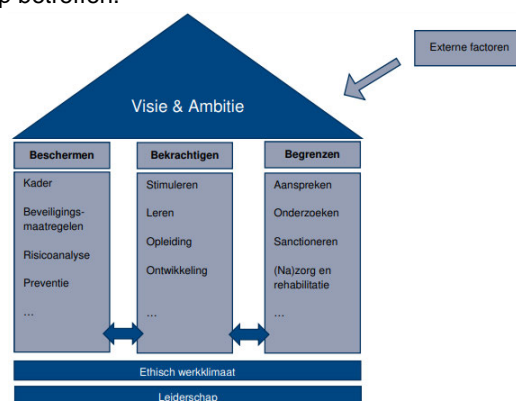 betreffen.
Externe factoren
Visie & Ambitie
Beschermen
Bekrachtigen
Begrenzen
Kader
Beveiligings-
maatregelen
Risicoanalyse
Preventie
…
Stimuleren
Leren
Opleiding
Ontwikkeling
…
Aanspreken
Onderzoeken
Sanctioneren
(Na)zorg en
rehabilitatie
…
Ethisch werkklimaat
Leiderschap